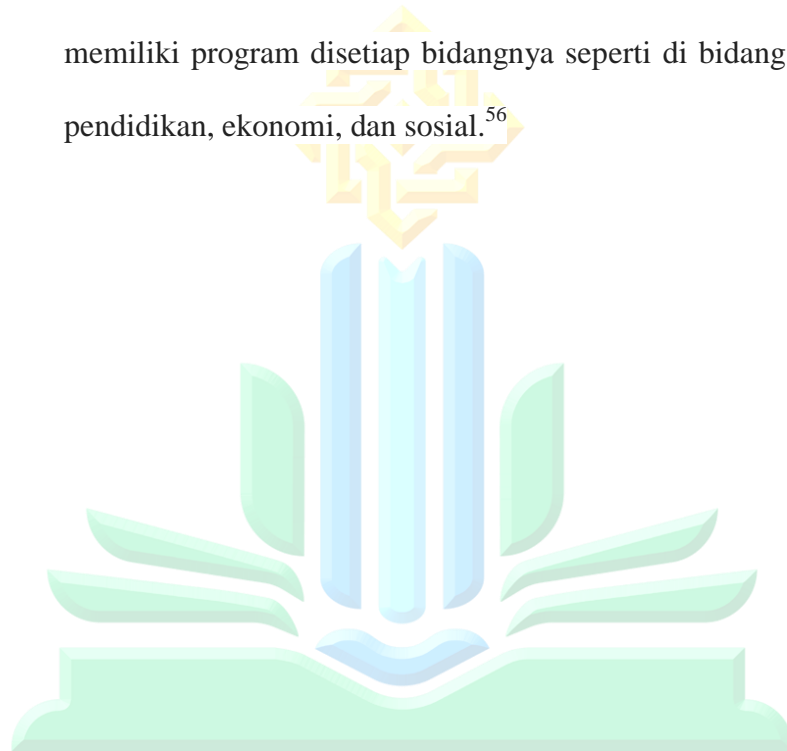 memiliki program disetiap bidangnya seperti di bidang
pendidikan, ekonomi, dan sosial.56